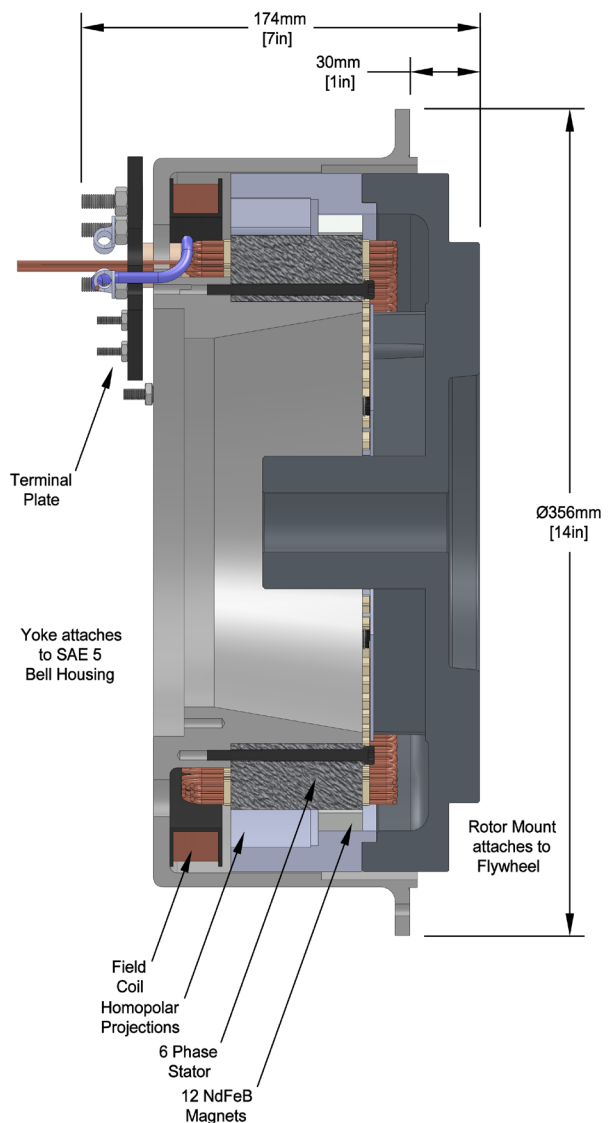 174mm
[7in]
30mm
[1in]
Terminal
Plate
Ø356mm
[14in]
Yoke attaches
to SAE 5
Bell Housing
Rotor Mount
attaches to
Flywheel
Field
Coil
Homopolar
Projections
6 Phase
Stator
12 NdFeB
Magnets